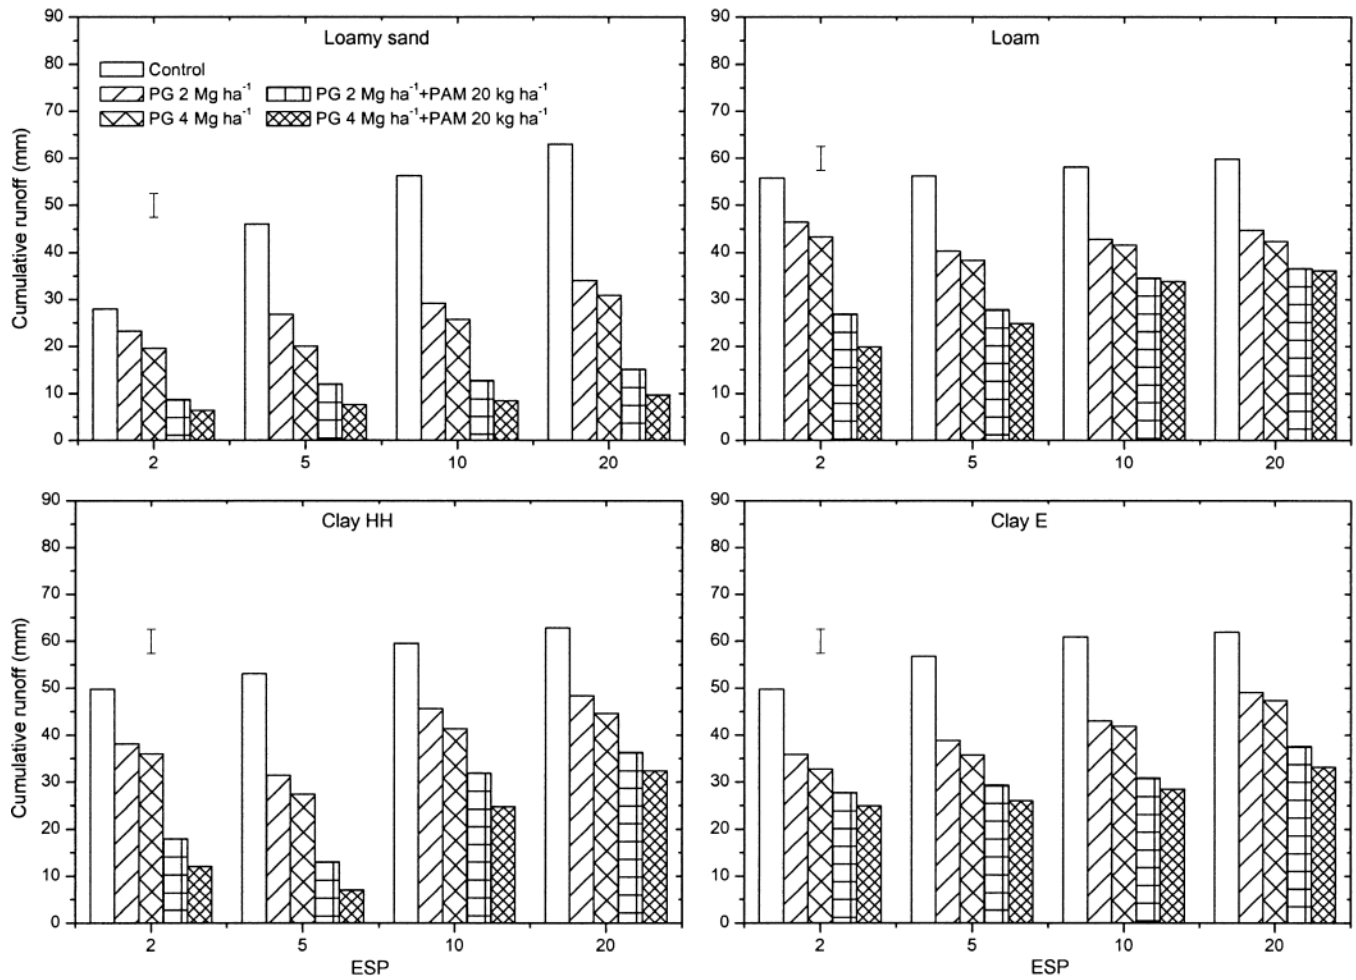 Loamy sand
Control
PG 2 Mg ha⁻¹
PG 2 Mg ha⁻¹+PAM 20 kg ha⁻¹
PG 4 Mg ha⁻¹
PG 4 Mg ha⁻¹+PAM 20 kg ha⁻¹
Cumulative runoff (mm)
90
80
70
60
50
40
30
20
10
0
2 5 10 20
Loam
90
80
70
60
50
40
30
20
10
0
2 5 10 20
Clay HH
Cumulative runoff (mm)
90
80
70
60
50
40
30
20
10
0
2 5 10 20
ESP
Clay E
90
80
70
60
50
40
30
20
10
0
2 5 10 20
ESP